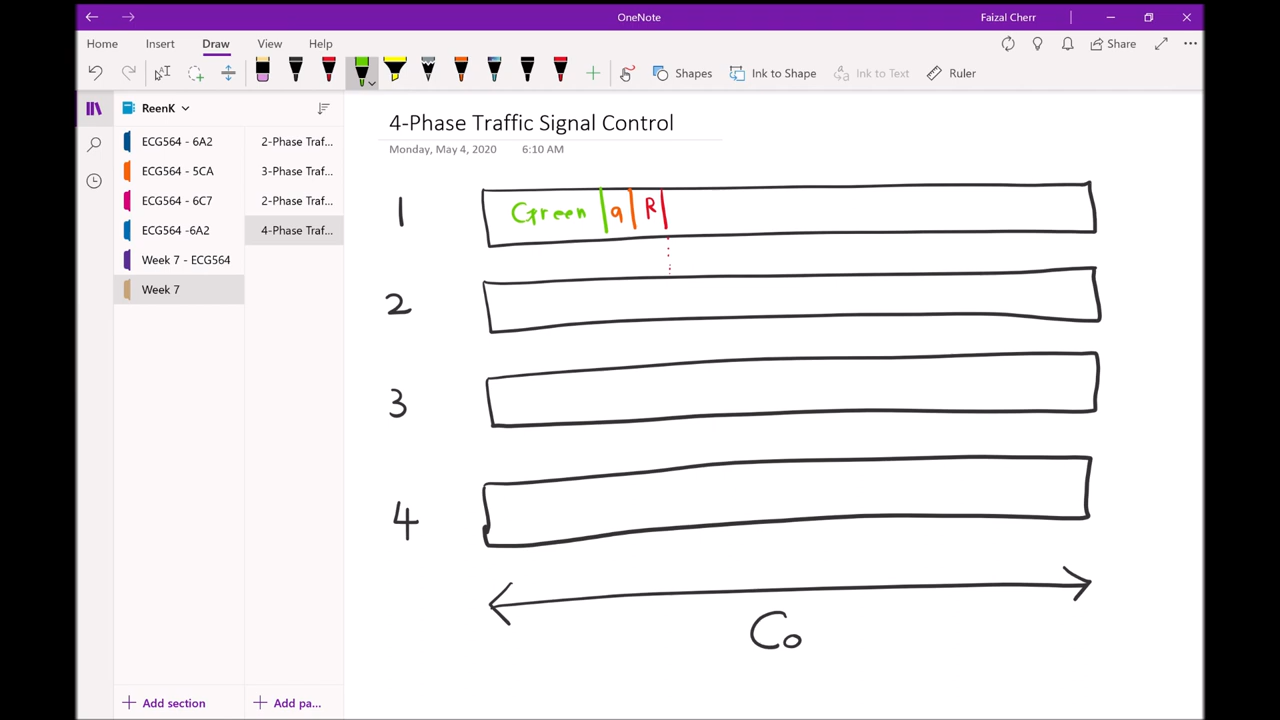 OneNote
Faizal Cherr
Home Insert Draw View Help
Share
Shapes Ink to Shape Ink to Text Ruler
ReenK
ECG564 - 6A2
ECG564 - 5CA
ECG564 - 6C7
ECG564 -6A2
Week 7 - ECG564
Week 7
2-Phase Traf...
3-Phase Traf...
2-Phase Traf...
4-Phase Traf...
4-Phase Traffic Signal Control
Monday, May 4, 2020 6:10 AM
1 Green a R
2
3
4
Co
Add section
Add pa...